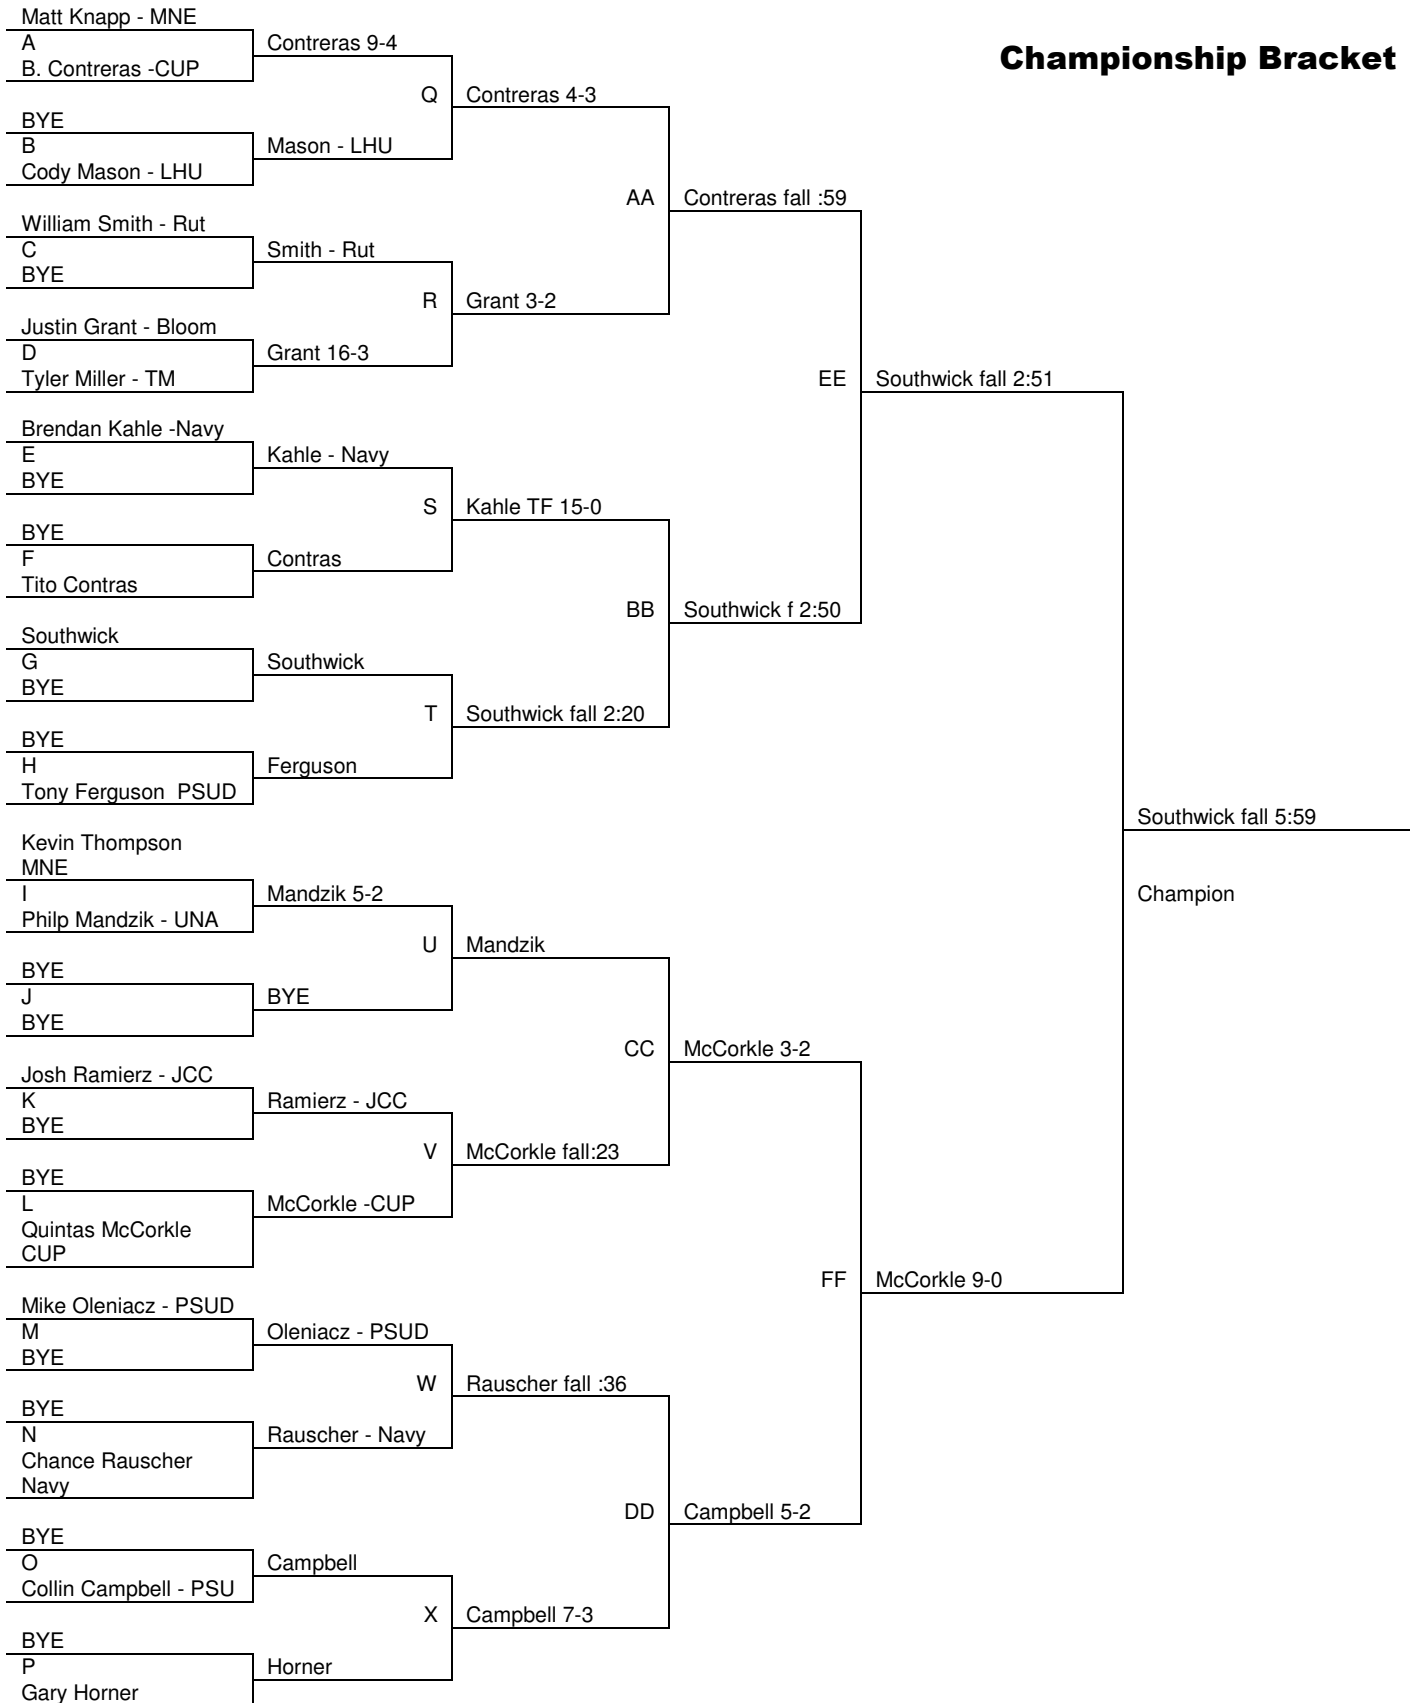 Matt Knapp - MNE
A
Contreras 9-4
B. Contreras -CUP
Championship Bracket
Q
Contreras 4-3
BYE
B
Mason - LHU
Cody Mason - LHU
AA
Contreras fall :59
William Smith - Rut
C
Smith - Rut
BYE
R
Grant 3-2
Justin Grant - Bloom
D
Grant 16-3
Tyler Miller - TM
EE
Southwick fall 2:51
Brendan Kahle -Navy
E
Kahle - Navy
BYE
S
Kahle TF 15-0
BYE
F
Contras
Tito Contras
BB
Southwick f 2:50
Southwick
G
Southwick
BYE
T
Southwick fall 2:20
BYE
H
Ferguson
Tony Ferguson  PSUD
Southwick fall 5:59
Kevin Thompson
MNE
I
Mandzik 5-2
Champion
Philp Mandzik - UNA
U
Mandzik
BYE
J
BYE
BYE
CC
McCorkle 3-2
Josh Ramierz - JCC
K
Ramierz - JCC
BYE
V
McCorkle fall:23
BYE
L
McCorkle -CUP
Quintas McCorkle
CUP
FF
McCorkle 9-0
Mike Oleniacz - PSUD
M
Oleniacz - PSUD
BYE
W
Rauscher fall :36
BYE
N
Rauscher - Navy
Chance Rauscher
Navy
DD
Campbell 5-2
BYE
O
Campbell
Collin Campbell - PSU
X
Campbell 7-3
BYE
P
Horner
Gary Horner